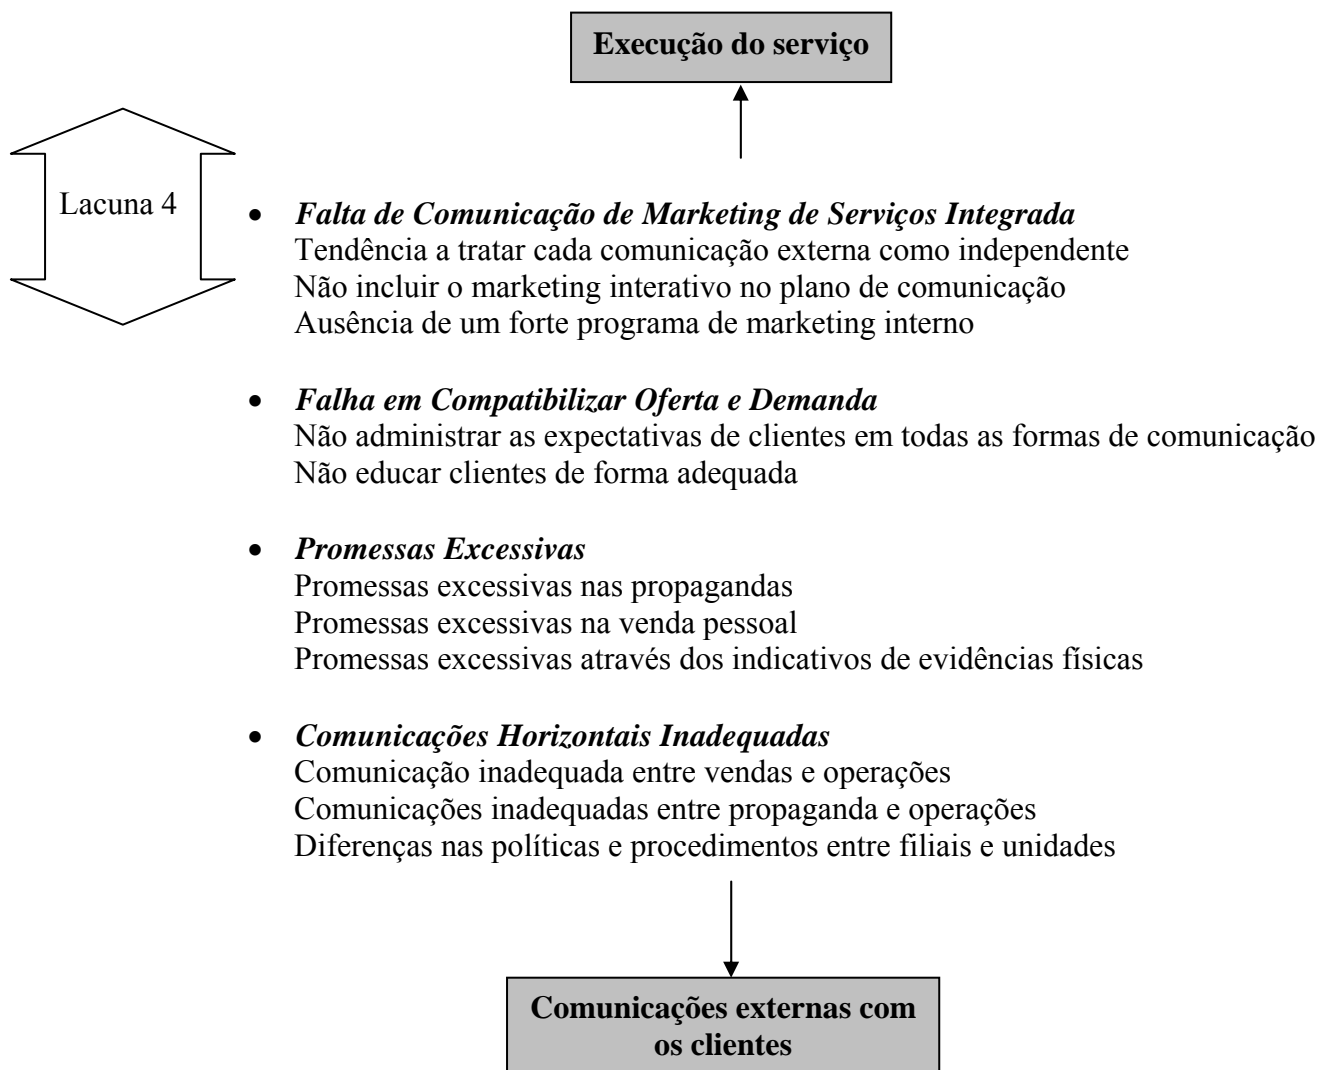 Execução do serviço
Lacuna 4
• Falta de Comunicação de Marketing de Serviços Integrada
Tendência a tratar cada comunicação externa como independente
Não incluir o marketing interativo no plano de comunicação
Ausência de um forte programa de marketing interno
• Falha em Compatibilizar Oferta e Demanda
Não administrar as expectativas de clientes em todas as formas de comunicação
Não educar clientes de forma adequada
• Promessas Excessivas
Promessas excessivas nas propagandas
Promessas excessivas na venda pessoal
Promessas excessivas através dos indicativos de evidências físicas
• Comunicações Horizontais Inadequadas
Comunicação inadequada entre vendas e operações
Comunicações inadequadas entre propaganda e operações
Diferenças nas políticas e procedimentos entre filiais e unidades
Comunicações externas com
os clientes